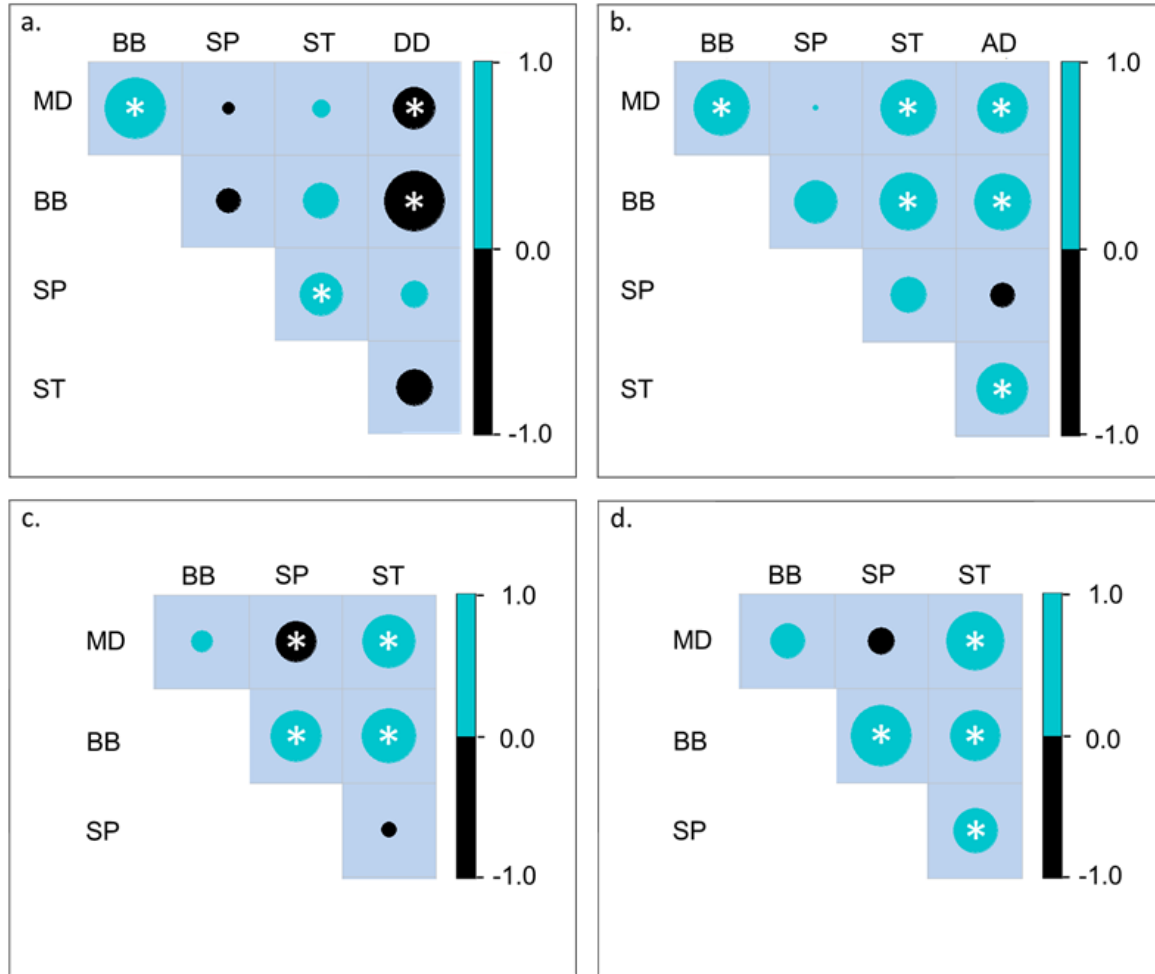 a.
BB SP ST DD
1.0
MD *  *
BB *
0.0
SP *
ST
-1.0
b.
BB SP ST AD
1.0
MD * * *
BB * *
0.0
SP
ST *
-1.0
c.
BB SP ST
1.0
MD * *
BB * *
0.0
SP
-1.0
d.
BB SP ST
1.0
MD *
BB * *
0.0
SP *
-1.0